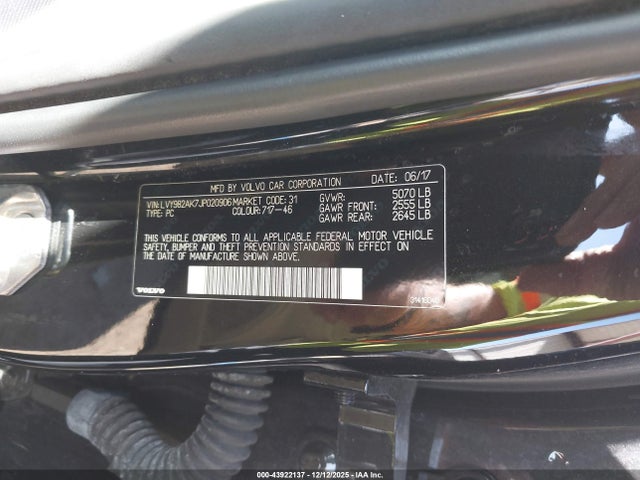 MFD BY VOLVO CAR CORPORATION DATE: 06/17
VIN: LVY982AK7JP020906 MARKET CODE: 31 GVWR: 5070 LB
TYPE: PC COLOUR: 717-46 GAWR FRONT: 2555 LB
GAWR REAR: 2645 LB
THIS VEHICLE CONFORMS TO ALL APPLICABLE FEDERAL MOTOR VEHICLE
SAFETY, BUMPER AND THEFT PREVENTION STANDARDS IN EFFECT ON
THE DATE OF MANUFACTURE SHOWN ABOVE.
VOLVO
000-43922137 - 12/12/2025 - iaai.com